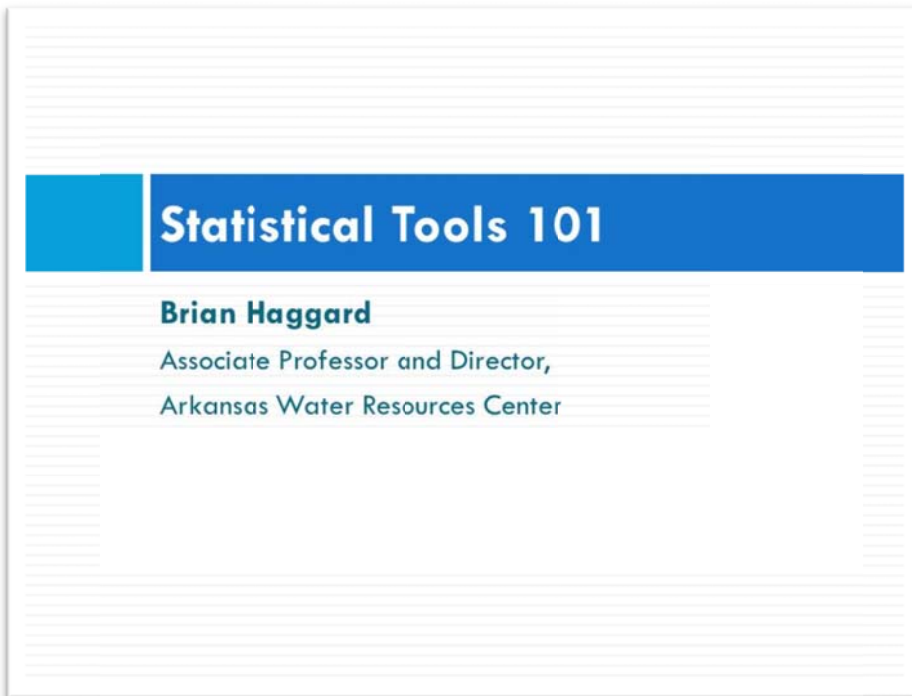 Statistical Tools 101
Brian Haggard
Associate Professor and Director,
Arkansas Water Resources Center